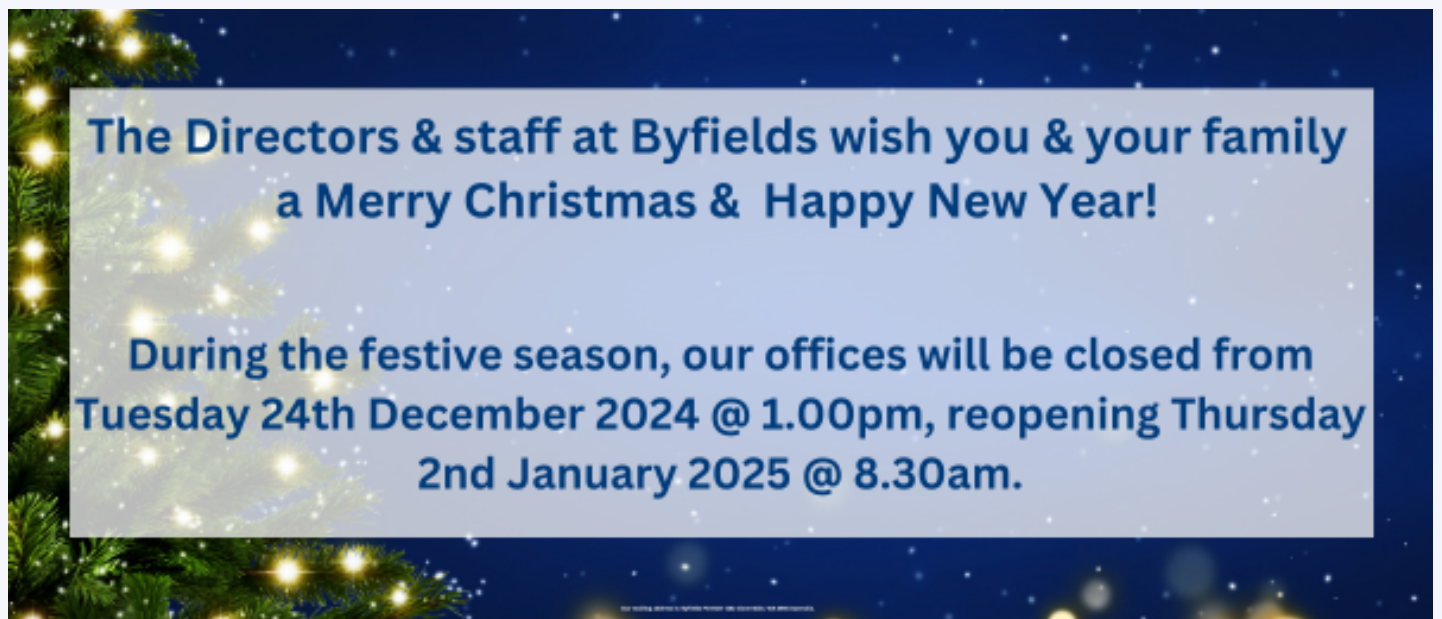 The Directors & staff at Byfields wish you & your family
a Merry Christmas & Happy New Year!
During the festive season, our offices will be closed from
Tuesday 24th December 2024 @ 1.00pm, reopening Thursday
2nd January 2025 @ 8.30am.